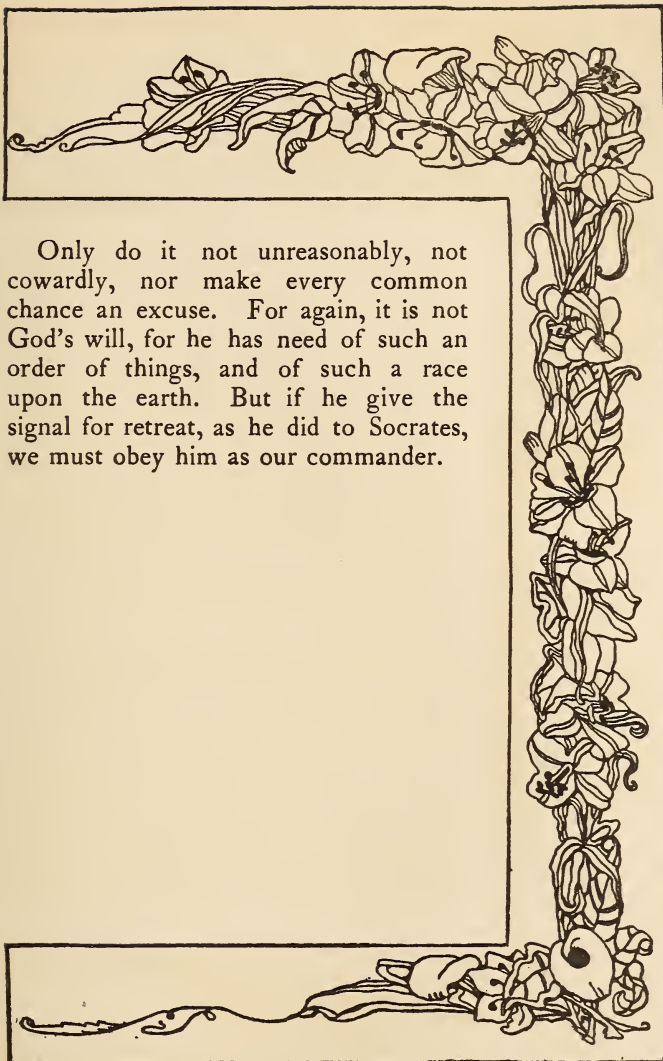 Only do it not unreasonably, not
cowardly, nor make every common
chance an excuse. For again, it is not
God's will, for he has need of such an
order of things, and of such a race
upon the earth. But if he give the
signal for retreat, as he did to Socrates,
we must obey him as our commander.